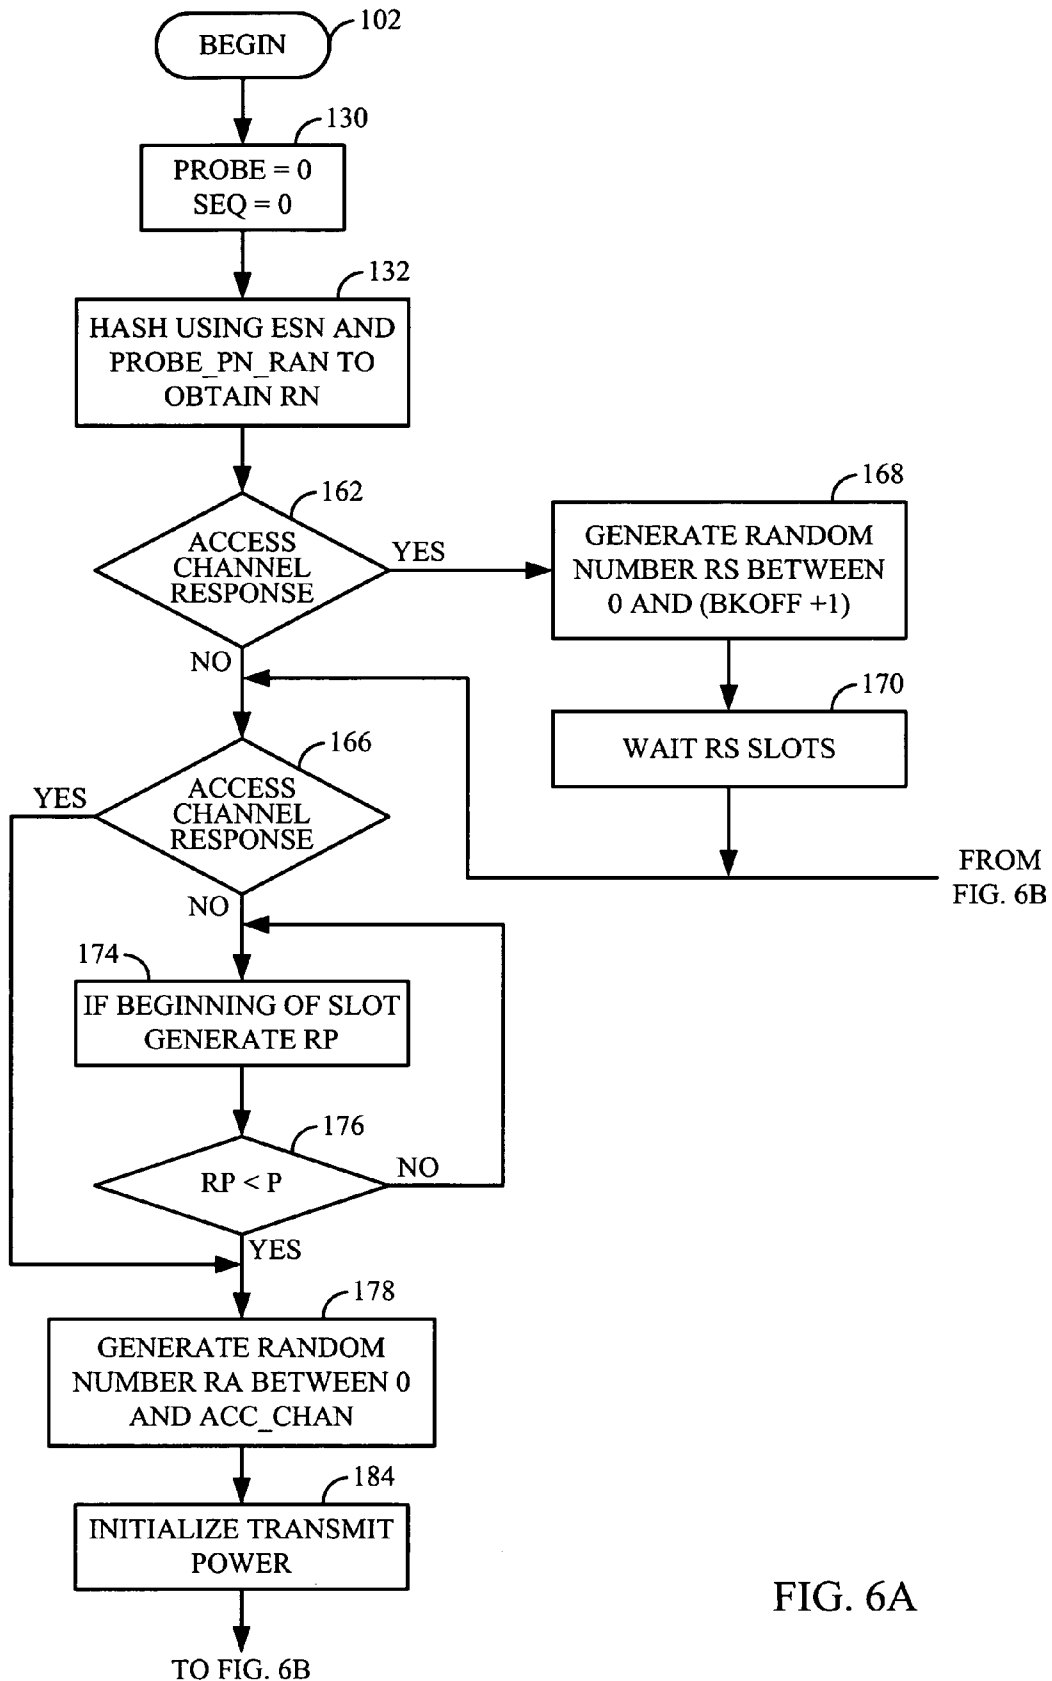 BEGIN
102
130
PROBE = 0
SEQ = 0
132
HASH USING ESN AND
PROBE_PN_RAN TO
OBTAIN RN
162
ACCESS
CHANNEL
RESPONSE
YES
NO
168
GENERATE RANDOM
NUMBER RS BETWEEN
0 AND (BKOFF +1)
170
WAIT RS SLOTS
FROM
FIG. 6B
166
ACCESS
CHANNEL
RESPONSE
YES
NO
174
IF BEGINNING OF SLOT
GENERATE RP
176
RP < P
NO
YES
178
GENERATE RANDOM
NUMBER RA BETWEEN 0
AND ACC_CHAN
184
INITIALIZE TRANSMIT
POWER
TO FIG. 6B
FIG. 6A